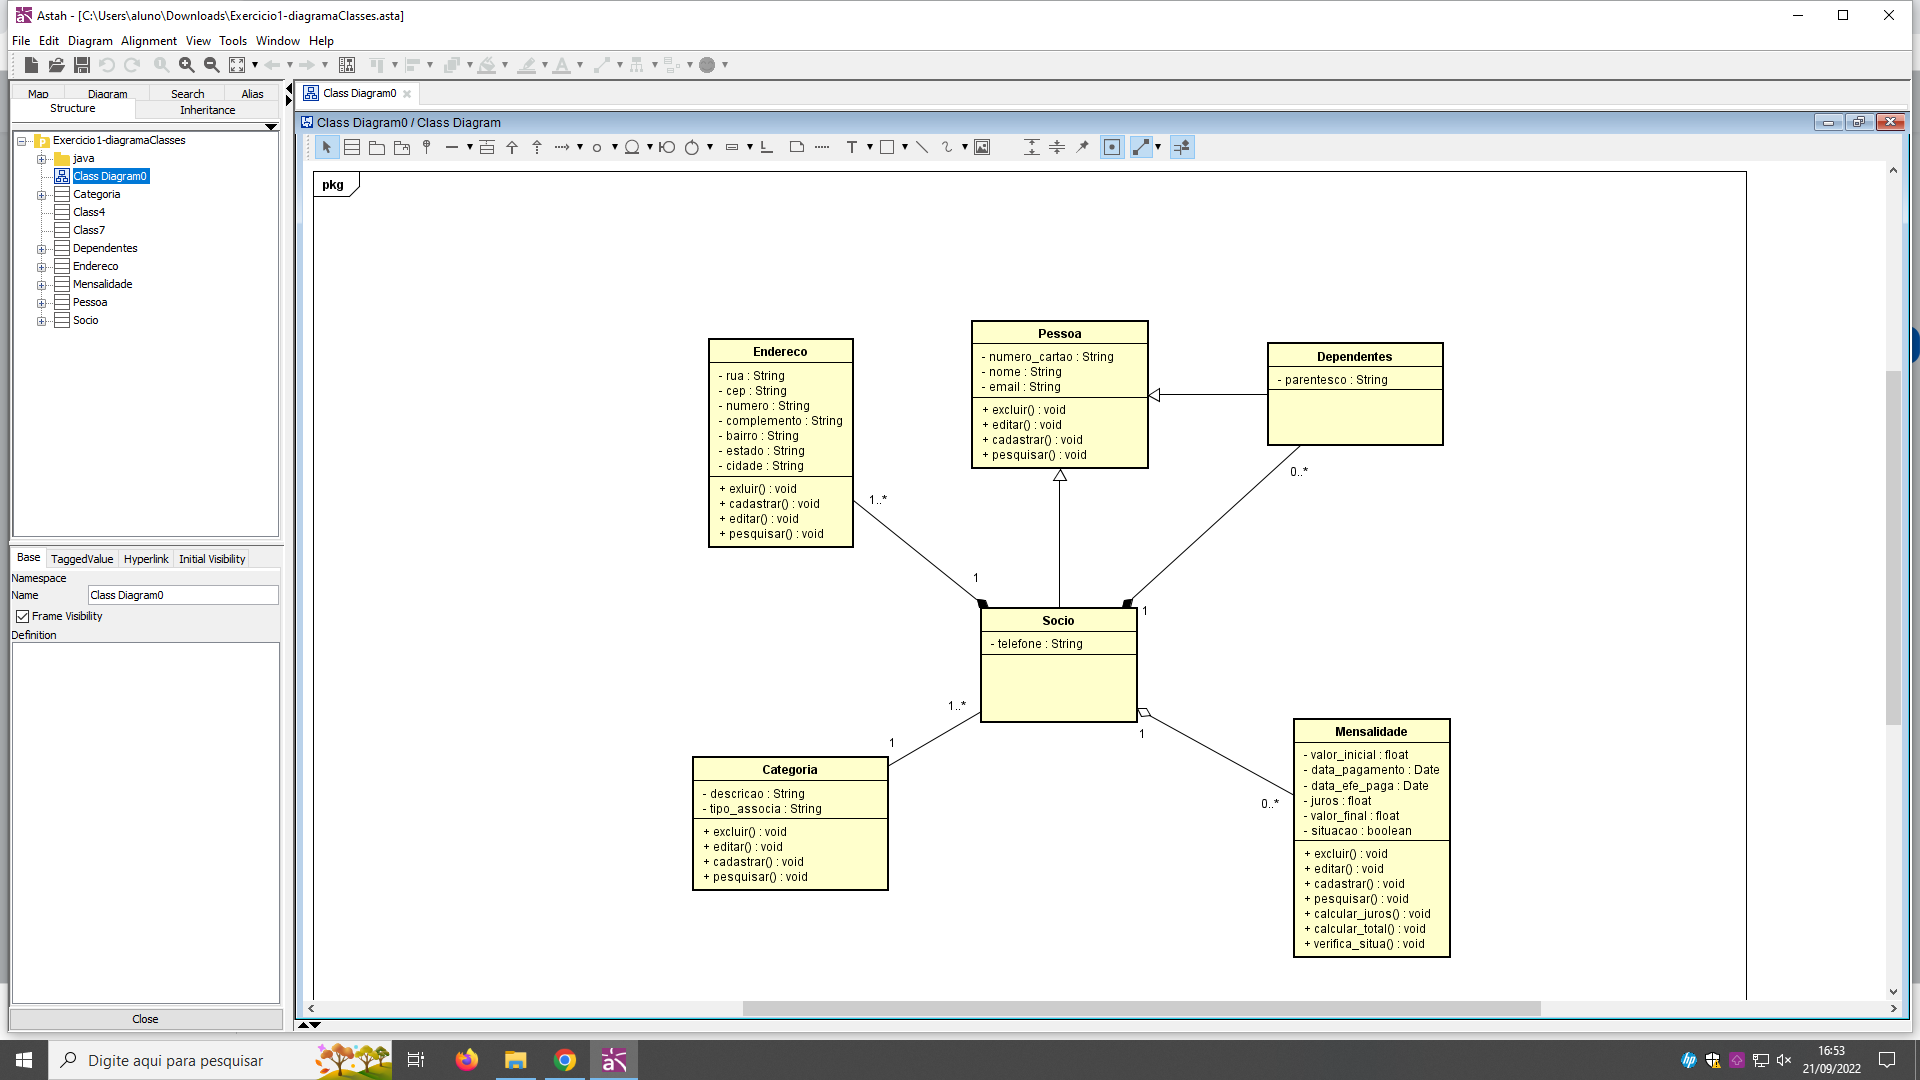 Astah - [C:\Users\aluno\Downloads\Exercicio1-diagramaClasses.asta]
File Edit Diagram Alignment View Tools Window Help
Map Diagram Search Alias
Structure Inheritance
Exercicio1-diagramaClasses
java
Class Diagram0
Categoria
Class4
Class7
Dependentes
Endereco
Mensalidade
Pessoa
Socio
Base TaggedValue Hyperlink Initial Visibility
Namespace
Name Class Diagram0
Frame Visibility
Definition
Close
Class Diagram0
Class Diagram0 / Class Diagram
T
A
pkg
Endereco
- rua : String
- cep : String
- numero : String
- complemento : String
- bairro : String
- estado : String
- cidade : String
+ exluir() : void
+ cadastrar() : void
+ editar() : void
+ pesquisar() : void
Pessoa
- numero_cartao : String
- nome : String
- email : String
+ excluir() : void
+ editar() : void
+ cadastrar() : void
+ pesquisar() : void
Dependentes
- parentesco : String
0..*
1..*
1
1
Socio
- telefone : String
1..*
1
1
0..*
Categoria
- descricao : String
- tipo_associa : String
+ excluir() : void
+ editar() : void
+ cadastrar() : void
+ pesquisar() : void
Mensalidade
- valor_inicial : float
- data_pagamento : Date
- data_efe_paga : Date
- juros : float
- valor_final : float
- situacao : boolean
+ excluir() : void
+ editar() : void
+ cadastrar() : void
+ pesquisar() : void
+ calcular_juros() : void
+ calcular_total() : void
+ verifica_situa() : void
Digite aqui para pesquisar
hp
16:53
21/09/2022